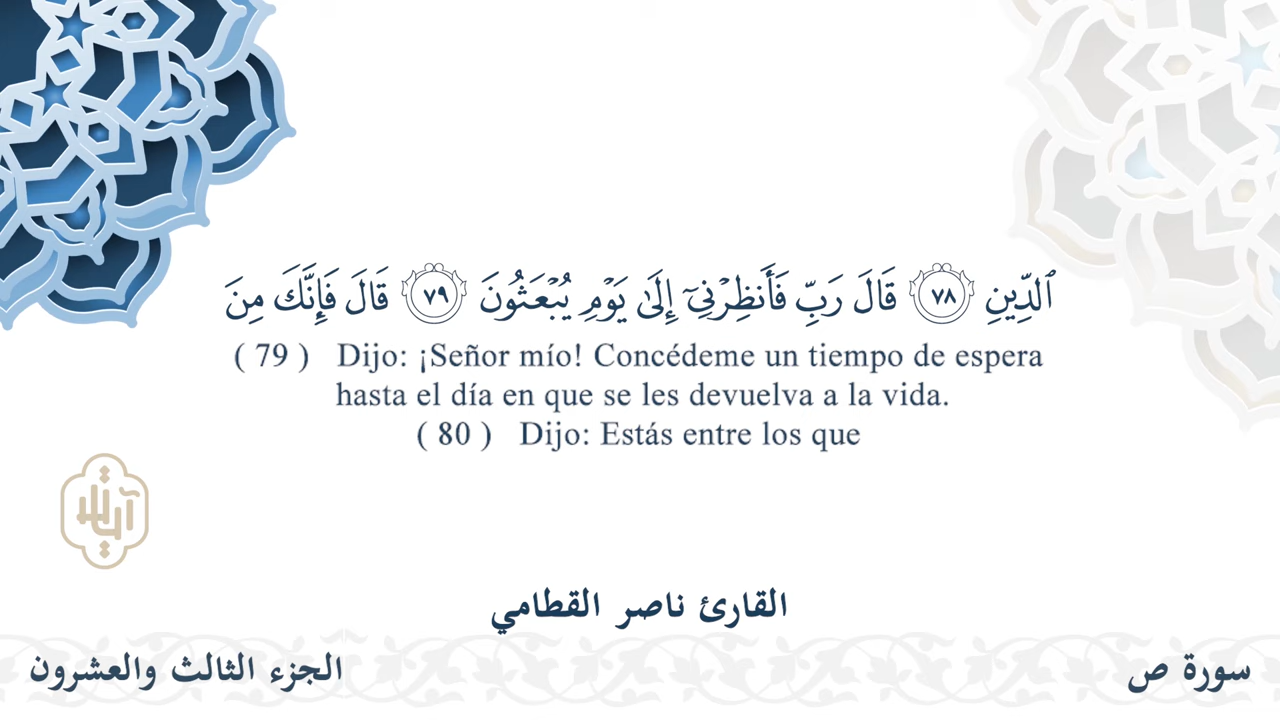 ٱلدِّينِ ٧٨ قَالَ رَبِّ فَأَنظِرْنِىٓ إِلَىٰ يَوْمِ يُبْعَثُونَ ٧٩ قَالَ فَإِنَّكَ مِنَ
( 79 ) Dijo: ¡Señor mío! Concédeme un tiempo de espera
hasta el día en que se les devuelva a la vida.
( 80 ) Dijo: Estás entre los que
آيات
القارئ ناصر القطامي
سورة ص
الجزء الثالث والعشرون